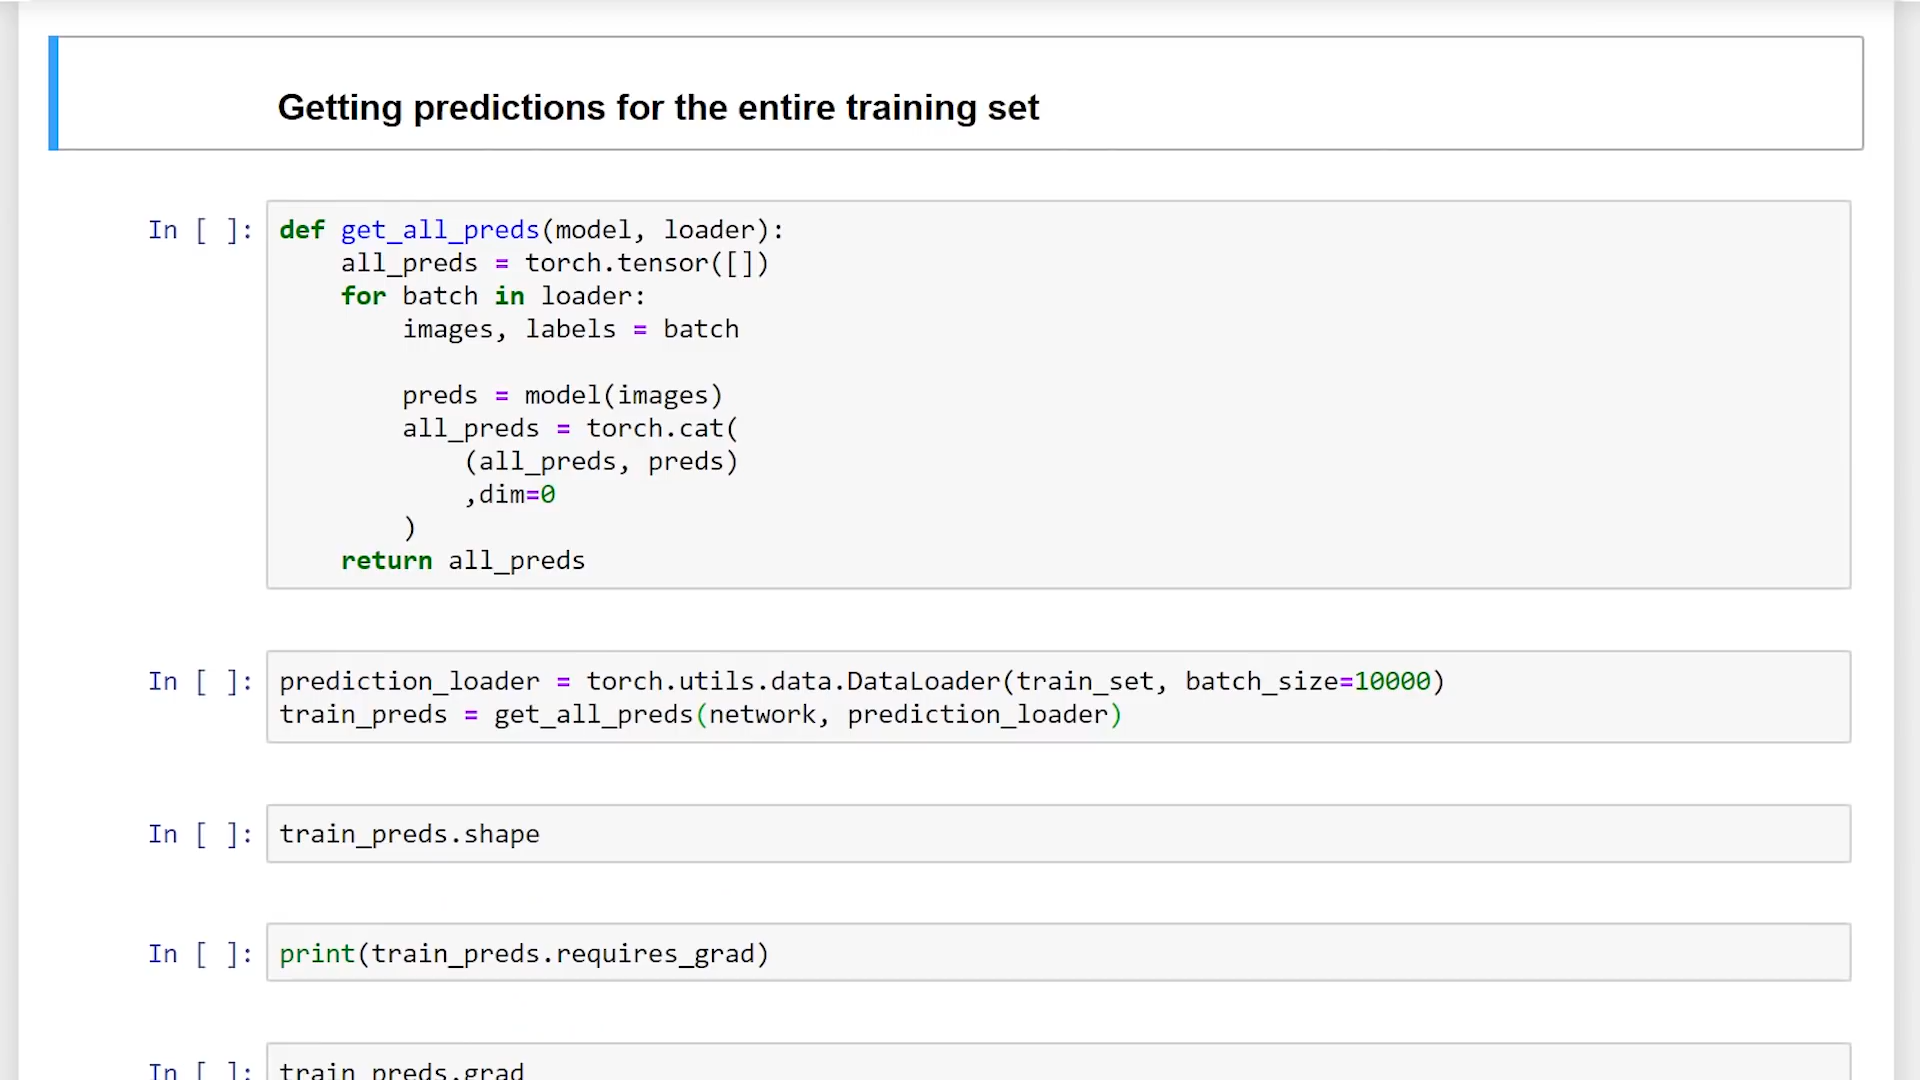 Getting predictions for the entire training set
In [ ]:
def get_all_preds(model, loader):
    all_preds = torch.tensor([])
    for batch in loader:
        images, labels = batch

        preds = model(images)
        all_preds = torch.cat(
            (all_preds, preds)
            ,dim=0
        )
    return all_preds
In [ ]:
prediction_loader = torch.utils.data.DataLoader(train_set, batch_size=10000)
train_preds = get_all_preds(network, prediction_loader)
In [ ]:
train_preds.shape
In [ ]:
print(train_preds.requires_grad)
In [ ]:
train_preds.grad